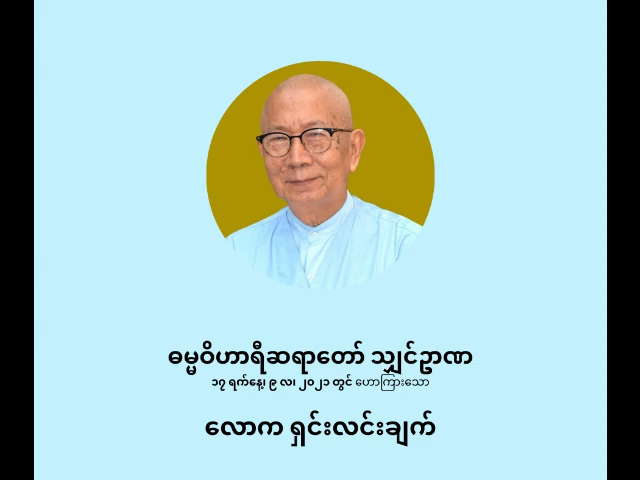 ဓမ္မဝိဟာရီဆရာတော် သျှင်ဥာဏ
၁၇ ရက်နေ့၊ ၉ လ၊ ၂၀၂၁ တွင် ဟောကြားသော
လောက ရှင်းလင်းချက်